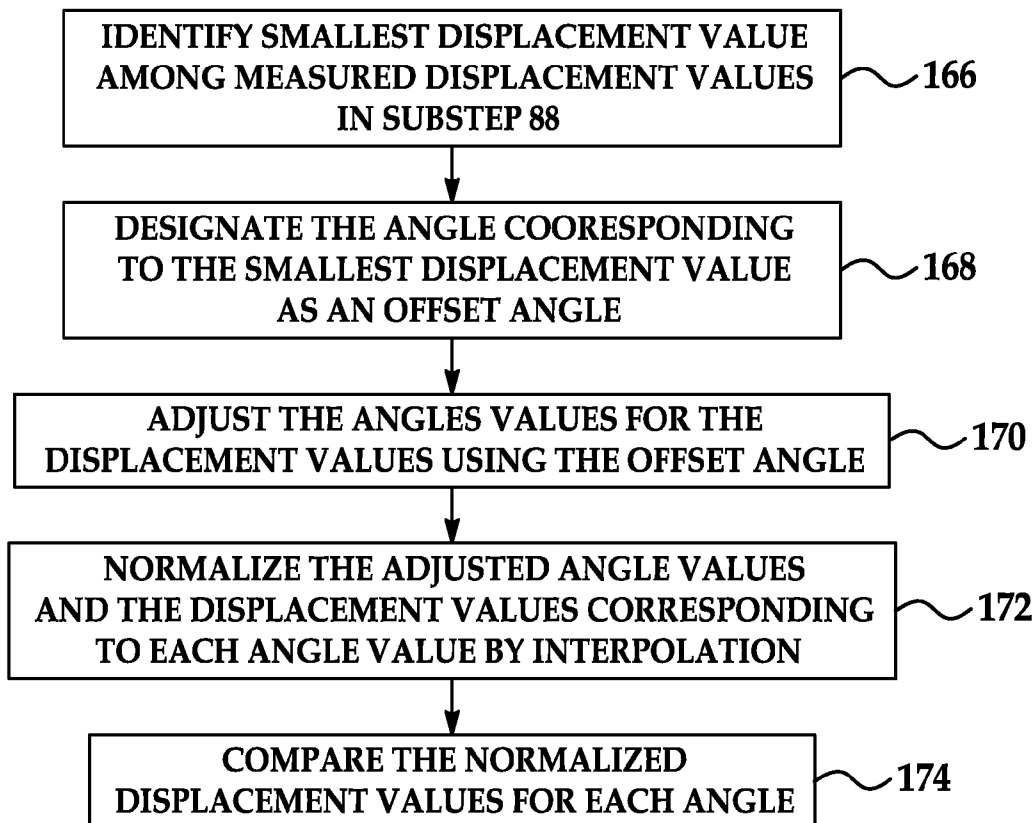 IDENTIFY SMALLEST DISPLACEMENT VALUE
AMONG MEASURED DISPLACEMENT VALUES
IN SUBSTEP 88
166
DESIGNATE THE ANGLE COORESPONDING
TO THE SMALLEST DISPLACEMENT VALUE
AS AN OFFSET ANGLE
168
ADJUST THE ANGLES VALUES FOR THE
DISPLACEMENT VALUES USING THE OFFSET ANGLE
170
NORMALIZE THE ADJUSTED ANGLE VALUES
AND THE DISPLACEMENT VALUES CORRESPONDING
TO EACH ANGLE VALUE BY INTERPOLATION
172
COMPARE THE NORMALIZED
DISPLACEMENT VALUES FOR EACH ANGLE
174